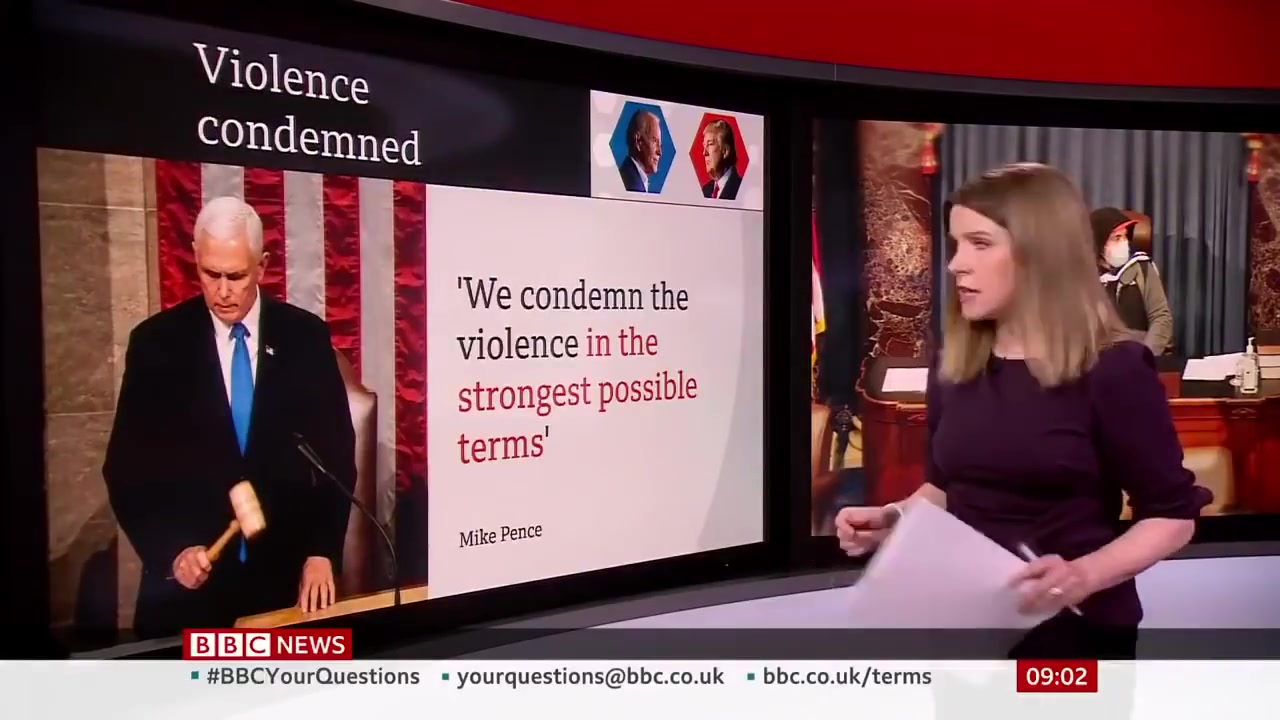 Violence
condemned
'We condemn the
violence in the
strongest possible
terms'
Mike Pence
BBC NEWS
#BBCYourQuestions yourquestions@bbc.co.uk bbc.co.uk/terms
09:02